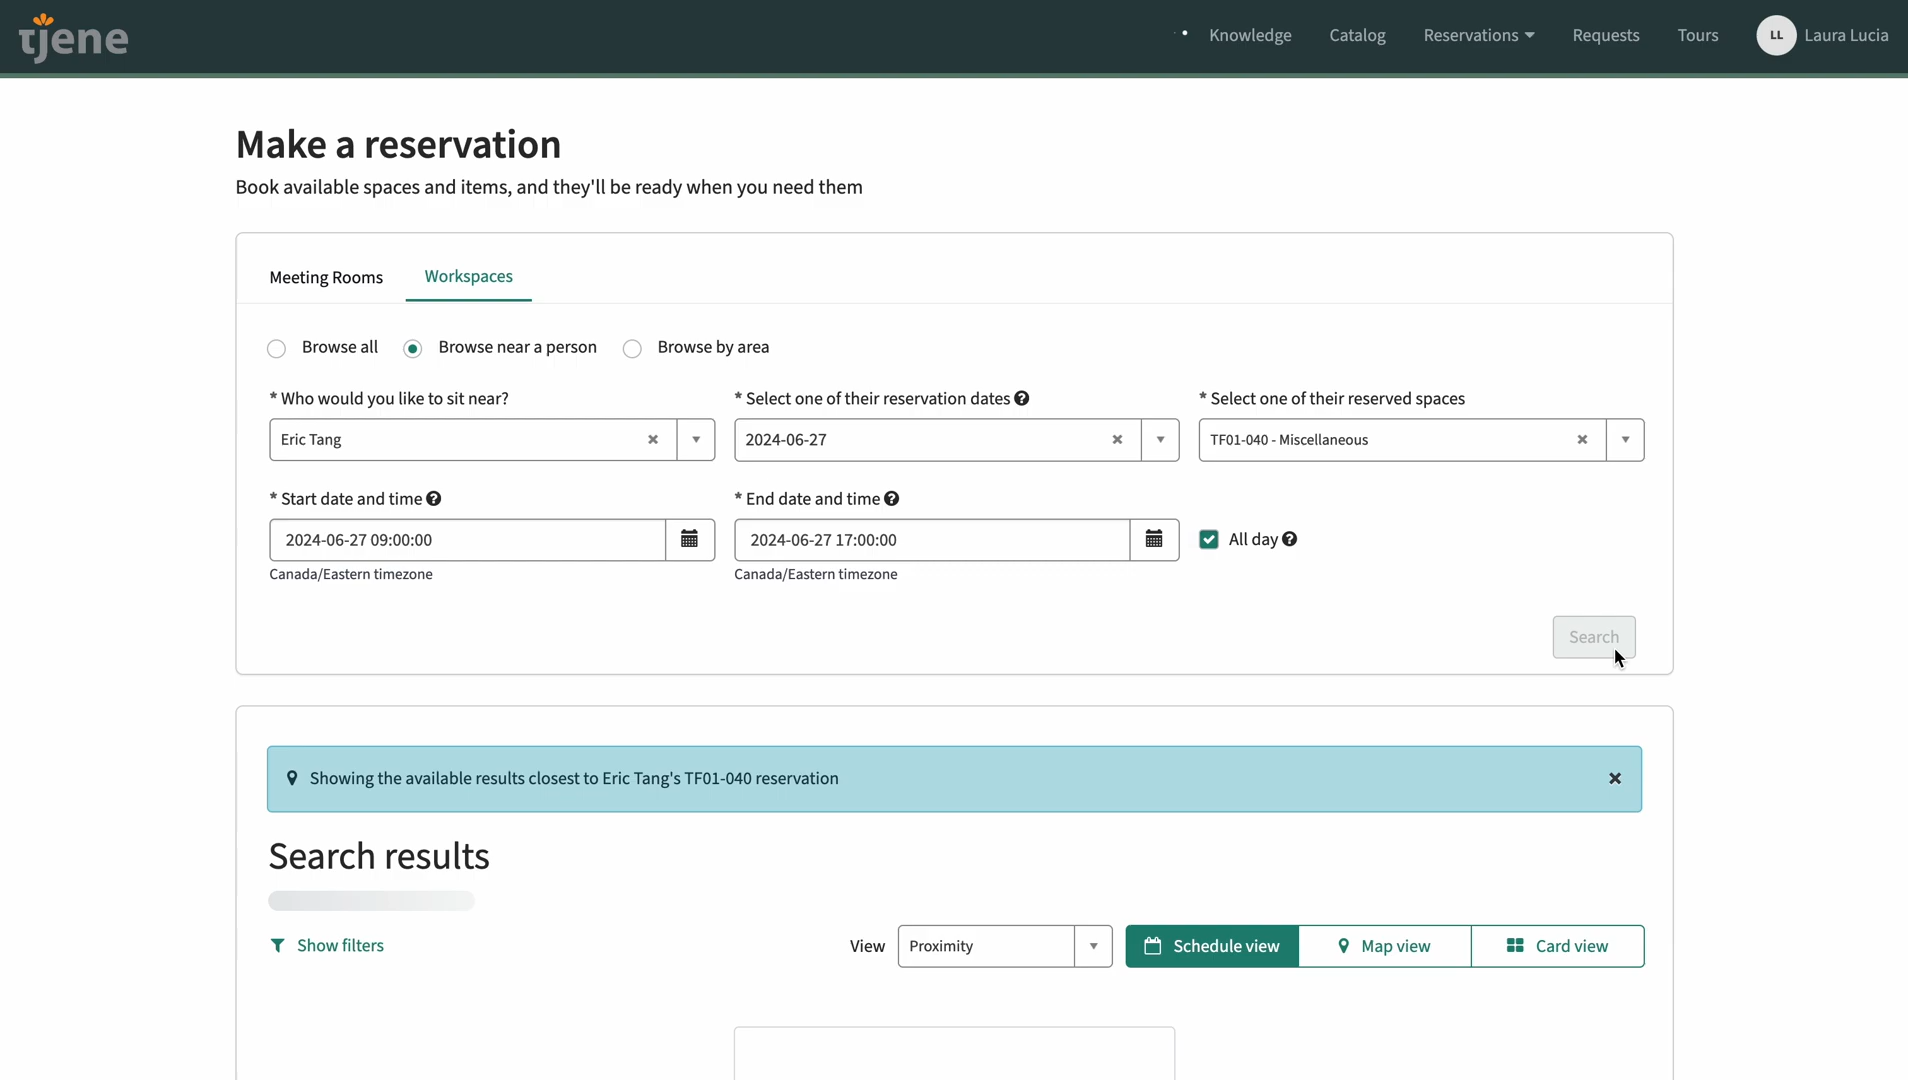 tjene
Knowledge
Catalog
Reservations
Requests
Tours
LL
Laura Lucia
Make a reservation
Book available spaces and items, and they'll be ready when you need them
Meeting Rooms
Workspaces
Browse all
Browse near a person
Browse by area
* Who would you like to sit near?
* Select one of their reservation dates
* Select one of their reserved spaces
Eric Tang
2024-06-27
TF01-040 - Miscellaneous
* Start date and time
* End date and time
2024-06-27 09:00:00
2024-06-27 17:00:00
All day
Canada/Eastern timezone
Canada/Eastern timezone
Search
Showing the available results closest to Eric Tang's TF01-040 reservation
Search results
Show filters
View
Proximity
Schedule view
Map view
Card view